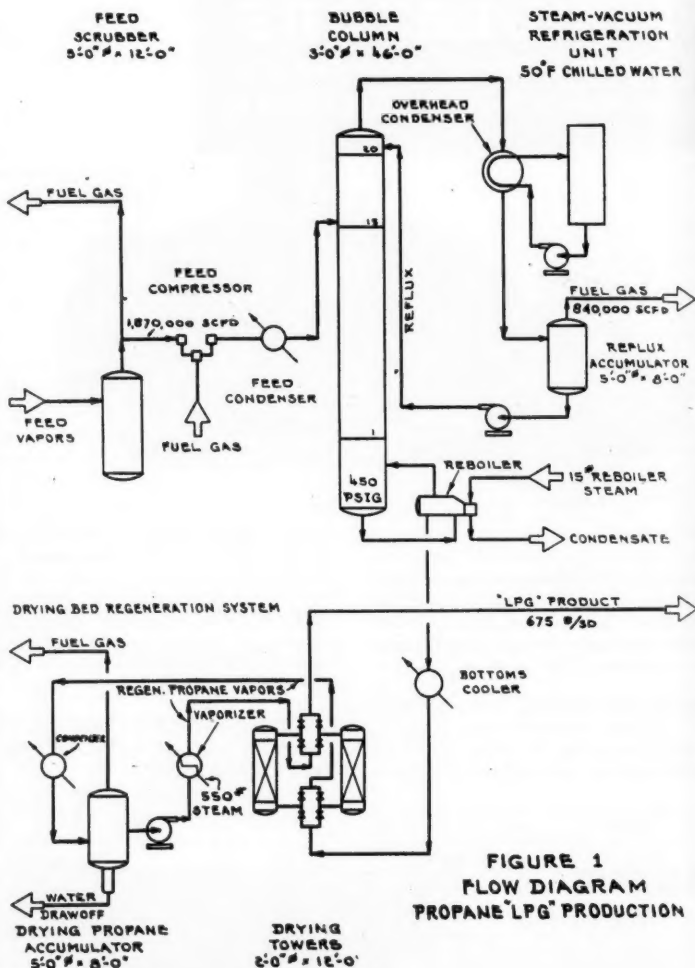 FEED
SCRUBBER
5'-0"ø x 12'-0"
BUBBLE
COLUMN
3'-0"ø x 46'-0"
STEAM-VACUUM
REFRIGERATION
UNIT
50°F CHILLED WATER
OVERHEAD
CONDENSER
20
FUEL GAS
13
FEED
COMPRESSOR
1,870,000 SCFD
REFLUX
FUEL GAS
840,000 SCFD
REFLUX
ACCUMULATOR
5'-0"ø x 8'-0"
FEED
CONDENSER
FEED
VAPORS
FUEL GAS
1
450
PSIG
REBOILER
15# REBOILER
STEAM
CONDENSATE
DRYING BED REGENERATION SYSTEM
"LPG" PRODUCT
675 B/SD
FUEL GAS
REGEN. PROPANE VAPORS
BOTTOMS
COOLER
VAPORIZER
CONDENSER
550#
STEAM
WATER
DRAWOFF
DRYING PROPANE
ACCUMULATOR
5'-0"ø x 8'-0"
DRYING
TOWERS
2'-0"ø x 12'-0"
FIGURE 1
FLOW DIAGRAM
PROPANE "LPG" PRODUCTION